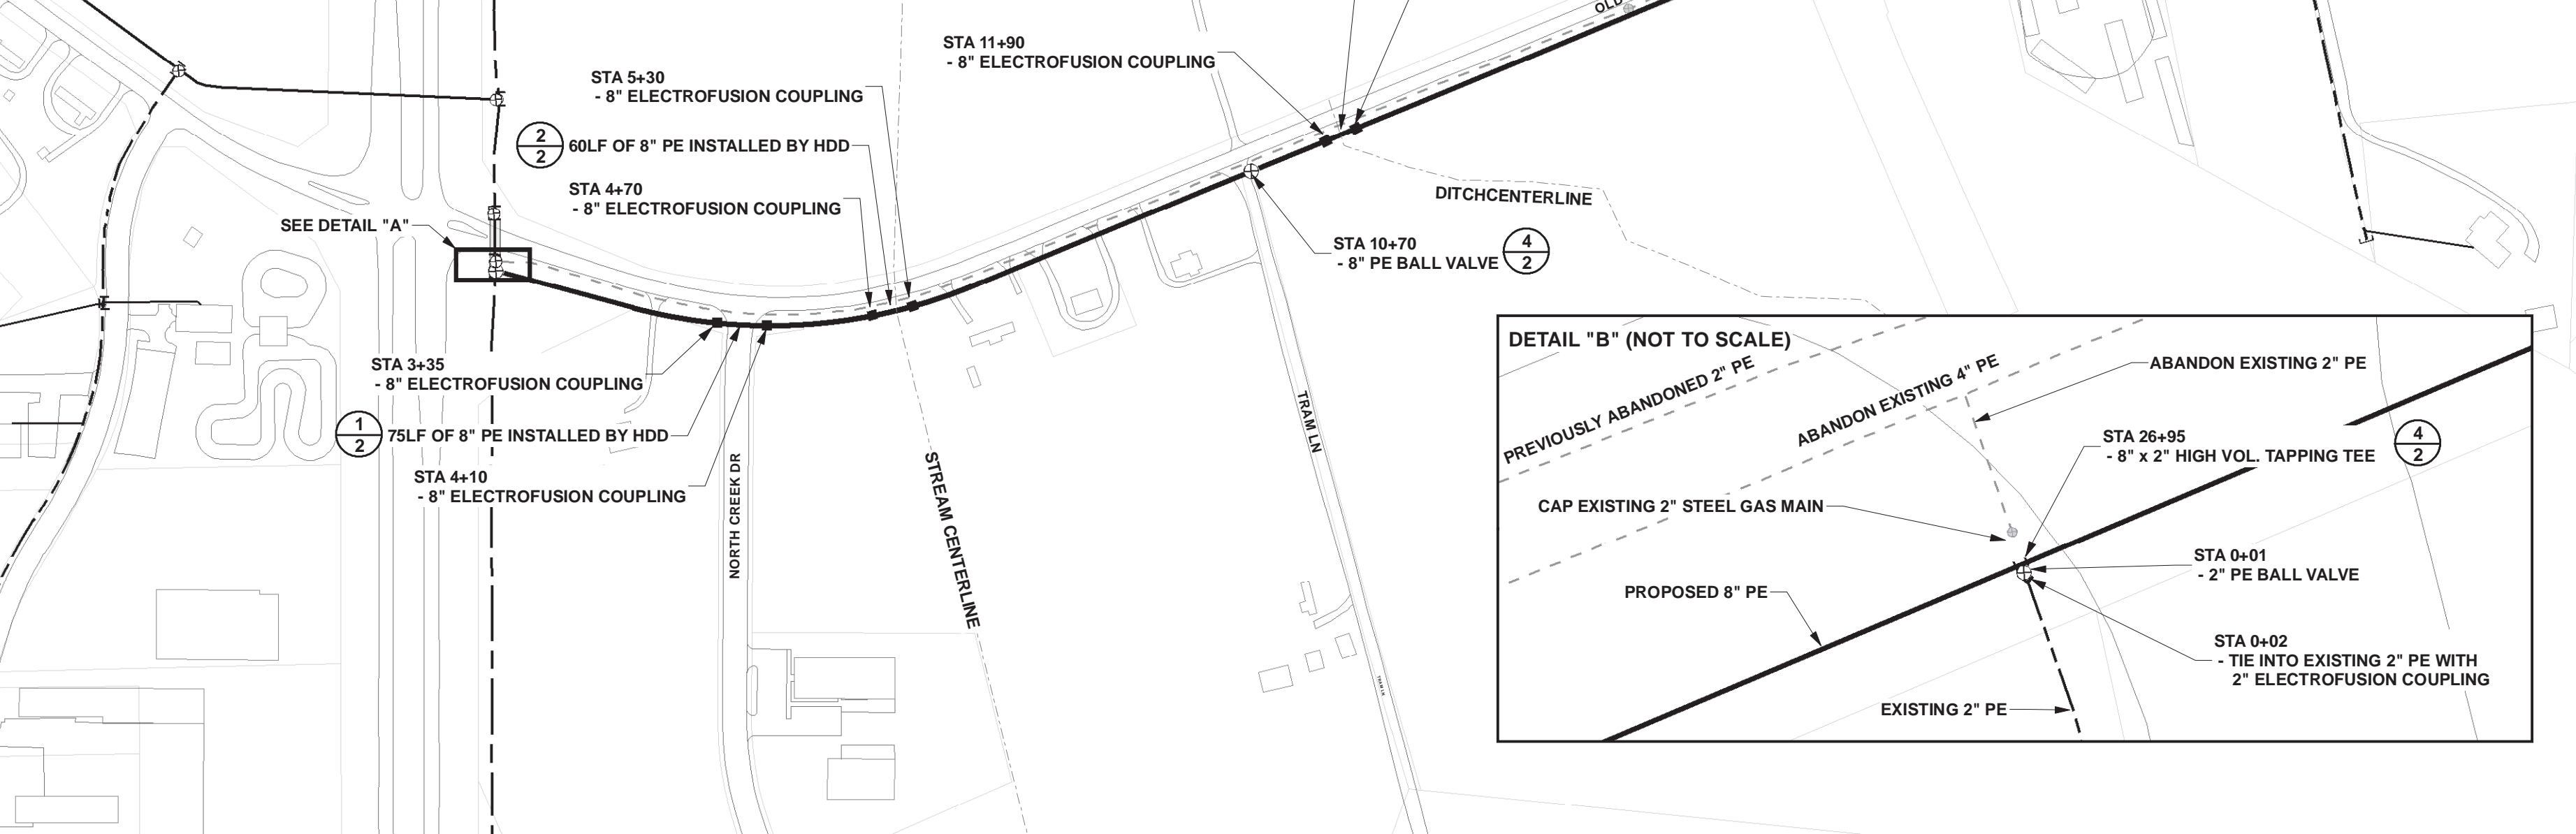 OLD
STA 11+90
- 8" ELECTROFUSION COUPLING
STA 5+30
- 8" ELECTROFUSION COUPLING
2
2
60LF OF 8" PE INSTALLED BY HDD
STA 4+70
- 8" ELECTROFUSION COUPLING
SEE DETAIL "A"
DITCHCENTERLINE
STA 10+70
- 8" PE BALL VALVE
4
2
STA 3+35
- 8" ELECTROFUSION COUPLING
1
2
75LF OF 8" PE INSTALLED BY HDD
STA 4+10
- 8" ELECTROFUSION COUPLING
NORTH CREEK DR
STREAM CENTERLINE
TRAM LN
TRAM LN
DETAIL "B" (NOT TO SCALE)
PREVIOUSLY ABANDONED 2" PE
ABANDON EXISTING 4" PE
ABANDON EXISTING 2" PE
STA 26+95
- 8" x 2" HIGH VOL. TAPPING TEE
4
2
CAP EXISTING 2" STEEL GAS MAIN
STA 0+01
- 2" PE BALL VALVE
PROPOSED 8" PE
STA 0+02
- TIE INTO EXISTING 2" PE WITH
2" ELECTROFUSION COUPLING
EXISTING 2" PE